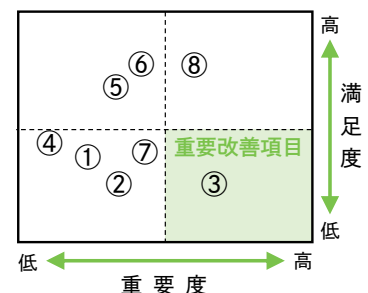 高
⑥
⑧
⑤
満足度
④
①
⑦
重要改善項目
②
③
低
低
高
重要度